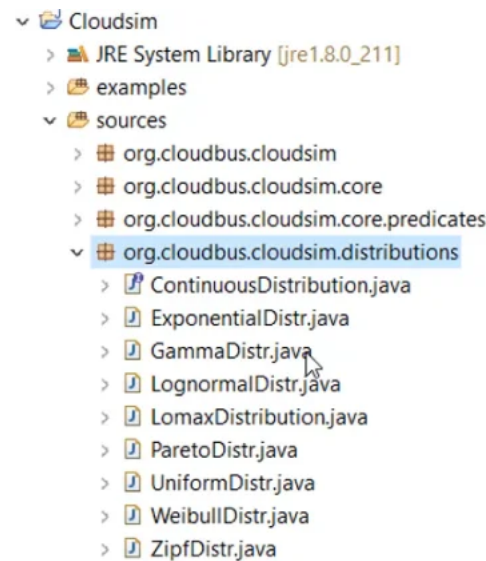 Cloudsim
JRE System Library [jre1.8.0_211]
examples
sources
org.cloudbus.cloudsim
org.cloudbus.cloudsim.core
org.cloudbus.cloudsim.core.predicates
org.cloudbus.cloudsim.distributions
ContinuousDistribution.java
ExponentialDistr.java
GammaDistr.java
LognormalDistr.java
LomaxDistribution.java
ParetoDistr.java
UniformDistr.java
WeibullDistr.java
ZipfDistr.java